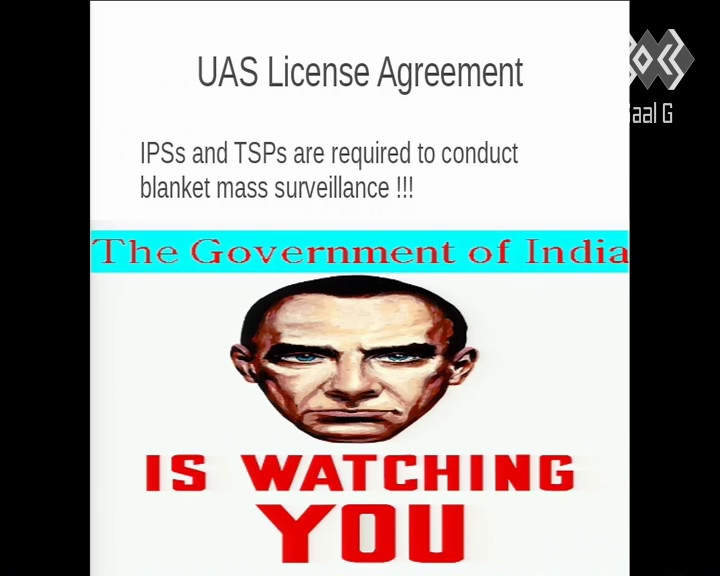 UAS License Agreement
IPSs and TSPs are required to conduct
blanket mass surveillance !!!
The Government of India
IS WATCHING
YOU
aal G